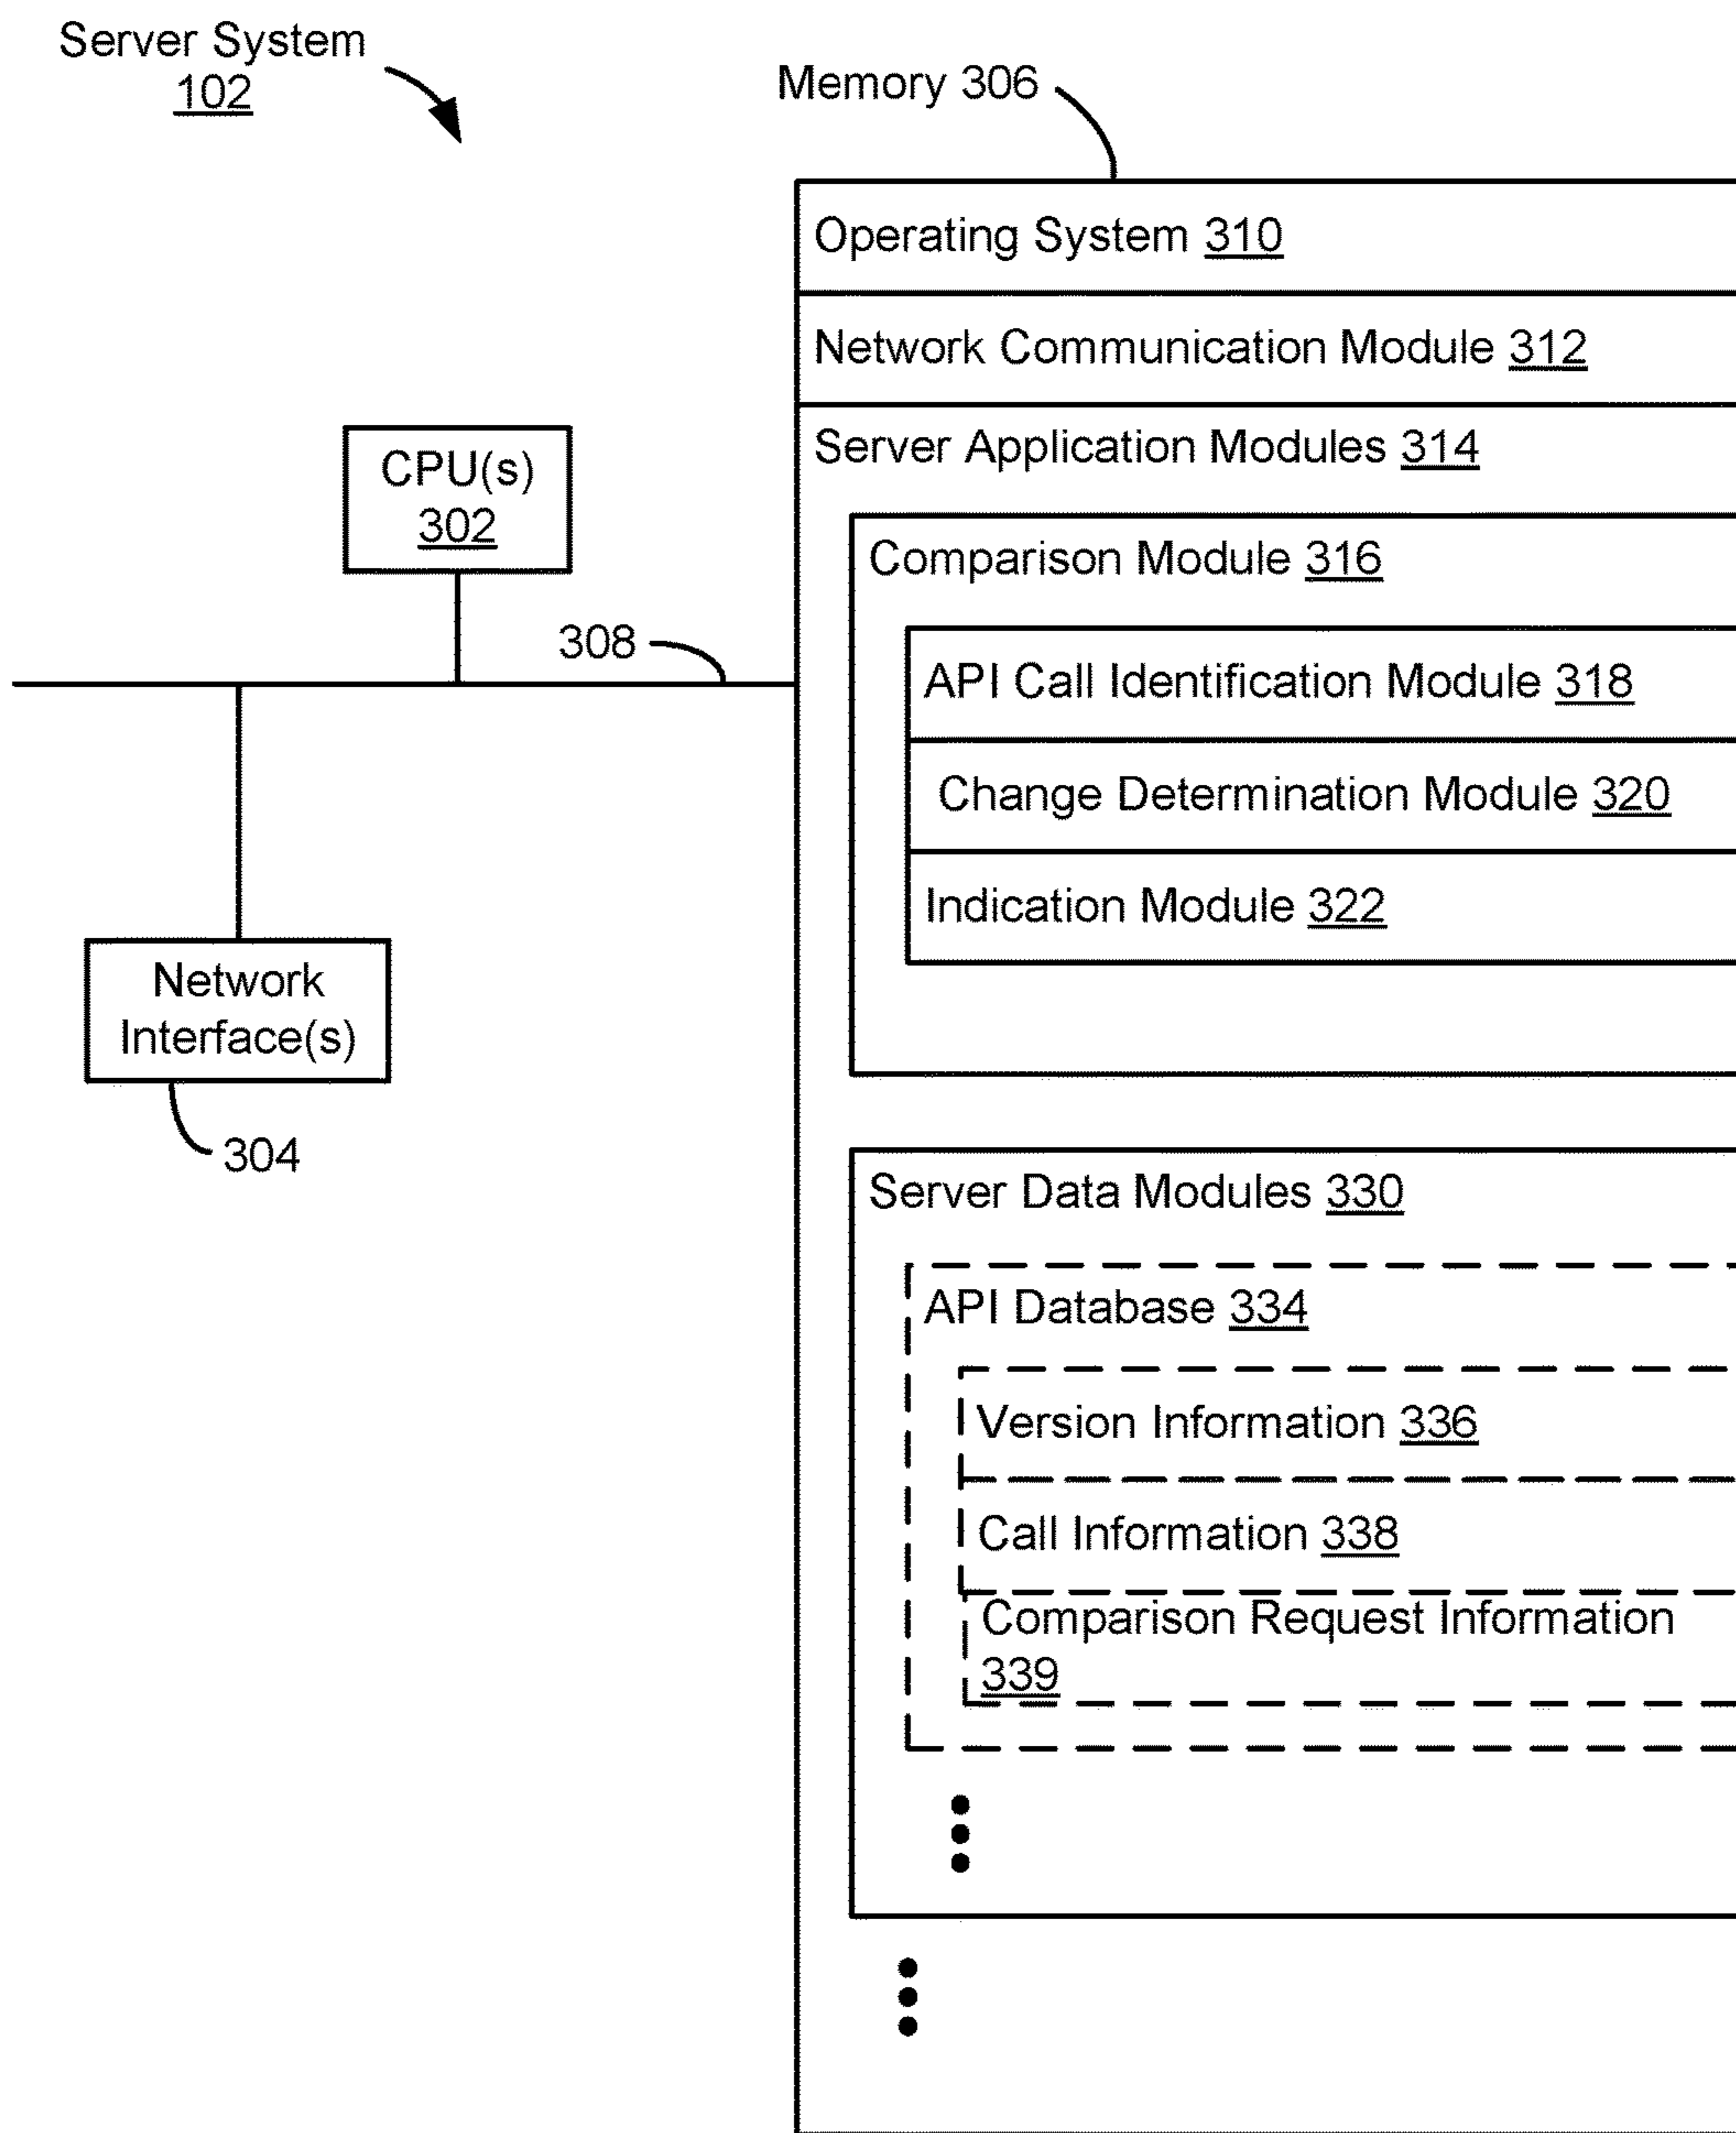 Server System
102
Memory 306
Operating System 310
Network Communication Module 312
Server Application Modules 314
CPU(s)
302
Comparison Module 316
308
API Call Identification Module 318
Change Determination Module 320
Indication Module 322
Network
Interface(s)
304
Server Data Modules 330
API Database 334
Version Information 336
Call Information 338
Comparison Request Information
339